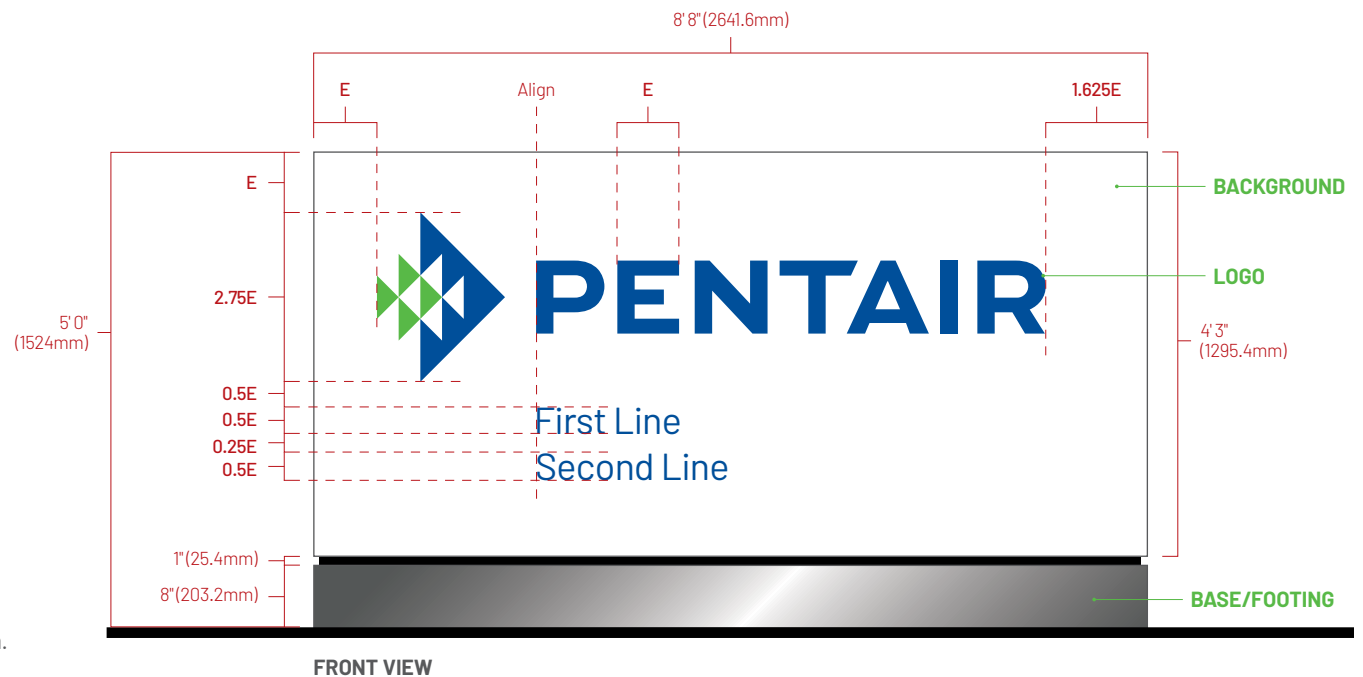 8' 8" (2641.6mm)
E
Align
E
1.625E
E
BACKGROUND
PENTAIR
LOGO
2.75E
5' 0"
(1524mm)
4' 3"
(1295.4mm)
0.5E
0.5E
First Line
0.25E
0.5E
Second Line
1" (25.4mm)
8" (203.2mm)
BASE/FOOTING
FRONT VIEW